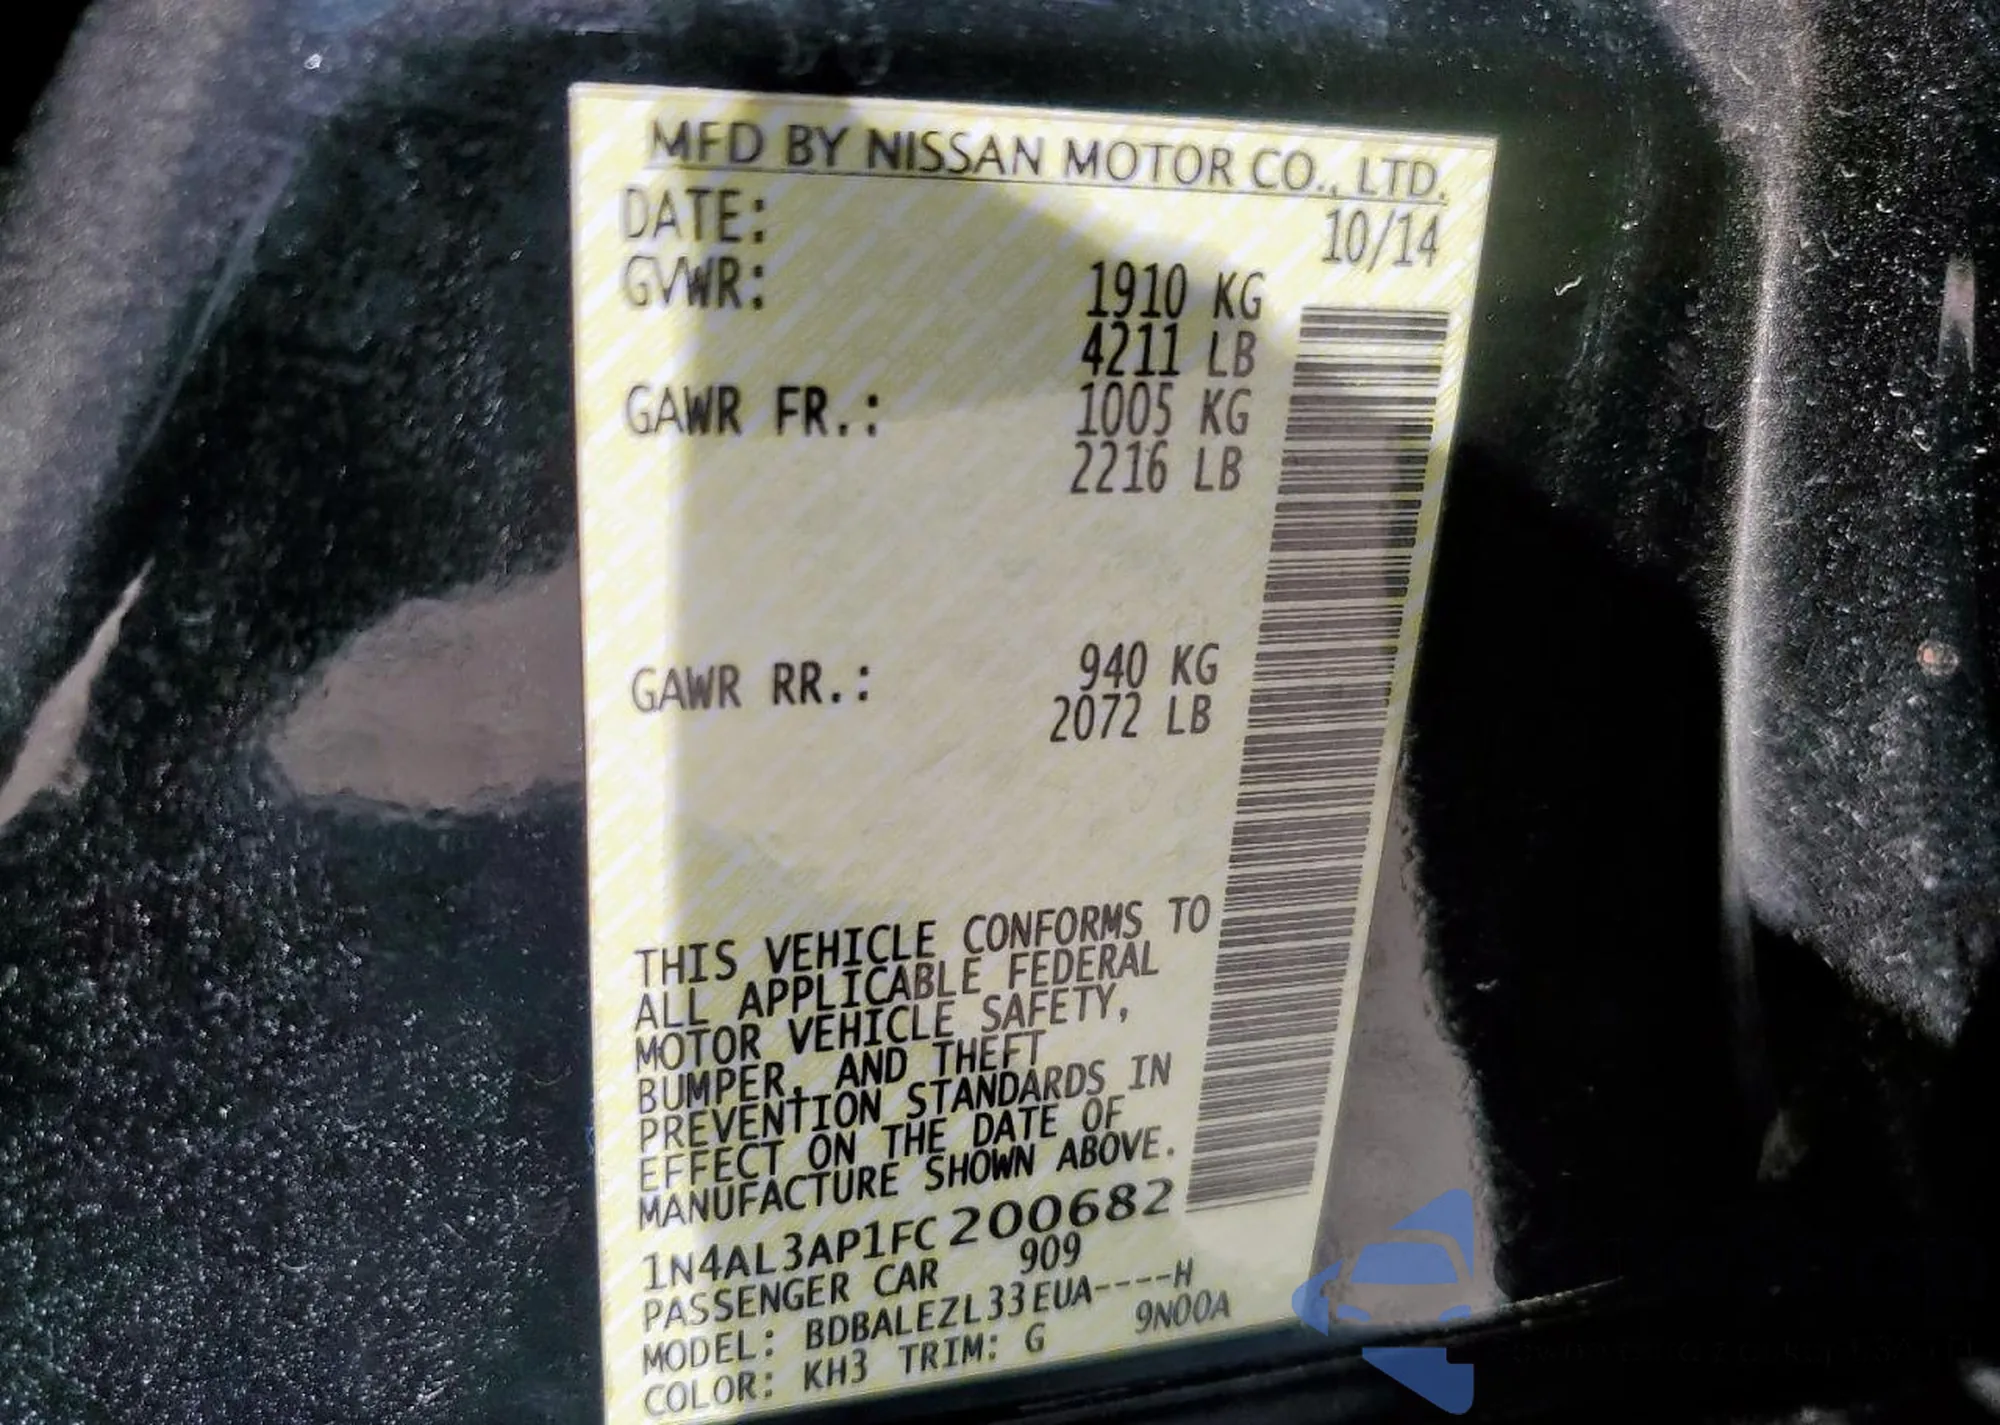 MFD BY NISSAN MOTOR CO., LTD.
DATE: 10/14
GVWR: 1910 KG
4211 LB
GAWR FR.: 1005 KG
2216 LB
GAWR RR.: 940 KG
2072 LB
THIS VEHICLE CONFORMS TO
ALL APPLICABLE FEDERAL
MOTOR VEHICLE SAFETY,
BUMPER, AND THEFT
PREVENTION STANDARDS IN
EFFECT ON THE DATE OF
MANUFACTURE SHOWN ABOVE.
1N4AL3AP1FC200682
PASSENGER CAR 909
MODEL: BDBALEZL33EUA----H
COLOR: KH3 TRIM: G 9N00A